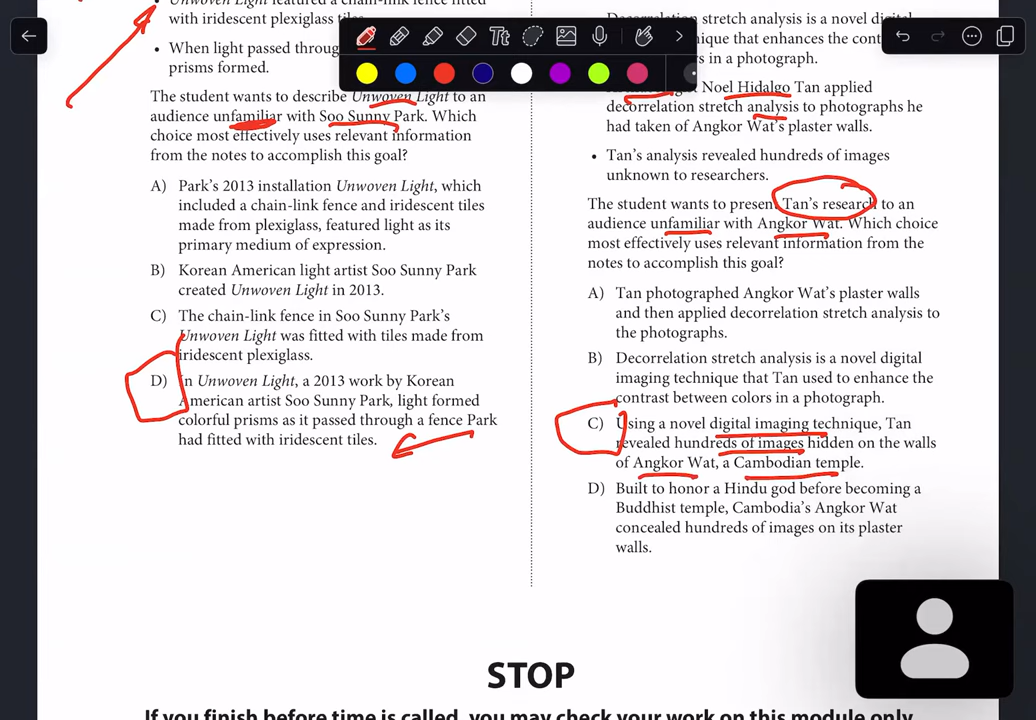 Unwoven Light featured a chain-link fence fitted
with iridescent plexiglass tiles.
• When light passed throug
prisms formed.
The student wants to describe Unwoven Light to an
audience unfamiliar with Soo Sunny Park. Which
choice most effectively uses relevant information
from the notes to accomplish this goal?
A) Park's 2013 installation Unwoven Light, which
included a chain-link fence and iridescent tiles
made from plexiglass, featured light as its
primary medium of expression.
B) Korean American light artist Soo Sunny Park
created Unwoven Light in 2013.
C) The chain-link fence in Soo Sunny Park's
Unwoven Light was fitted with tiles made from
iridescent plexiglass.
D) In Unwoven Light, a 2013 work by Korean
American artist Soo Sunny Park, light formed
colorful prisms as it passed through a fence Park
had fitted with iridescent tiles.
Decorrelation stretch analysis is a novel digital
nique that enhances the cont
rs in a photograph.
Noel Hidalgo Tan applied
decorrelation stretch analysis to photographs he
had taken of Angkor Wat's plaster walls.
• Tan's analysis revealed hundreds of images
unknown to researchers.
The student wants to present Tan's research to an
audience unfamiliar with Angkor Wat. Which choice
most effectively uses relevant information from the
notes to accomplish this goal?
A) Tan photographed Angkor Wat's plaster walls
and then applied decorrelation stretch analysis to
the photographs.
B) Decorrelation stretch analysis is a novel digital
imaging technique that Tan used to enhance the
contrast between colors in a photograph.
C) Using a novel digital imaging technique, Tan
revealed hundreds of images hidden on the walls
of Angkor Wat, a Cambodian temple.
D) Built to honor a Hindu god before becoming a
Buddhist temple, Cambodia's Angkor Wat
concealed hundreds of images on its plaster
walls.
STOP
If you finish before time is called, you may check your work on this module only.